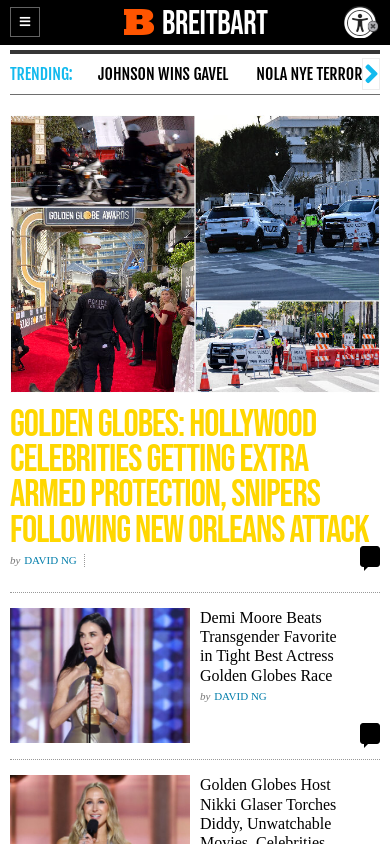 BREITBART
TRENDING:
JOHNSON WINS GAVEL
NOLA NYE TERROR
GOLDEN GLOBE AWARDS
POLICE
GOLDEN GLOBES: HOLLYWOOD
CELEBRITIES GETTING EXTRA
ARMED PROTECTION, SNIPERS
FOLLOWING NEW ORLEANS ATTACK
by DAVID NG
Demi Moore Beats
Transgender Favorite
in Tight Best Actress
Golden Globes Race
by DAVID NG
Golden Globes Host
Nikki Glaser Torches
Diddy, Unwatchable
Movies, Celebrities